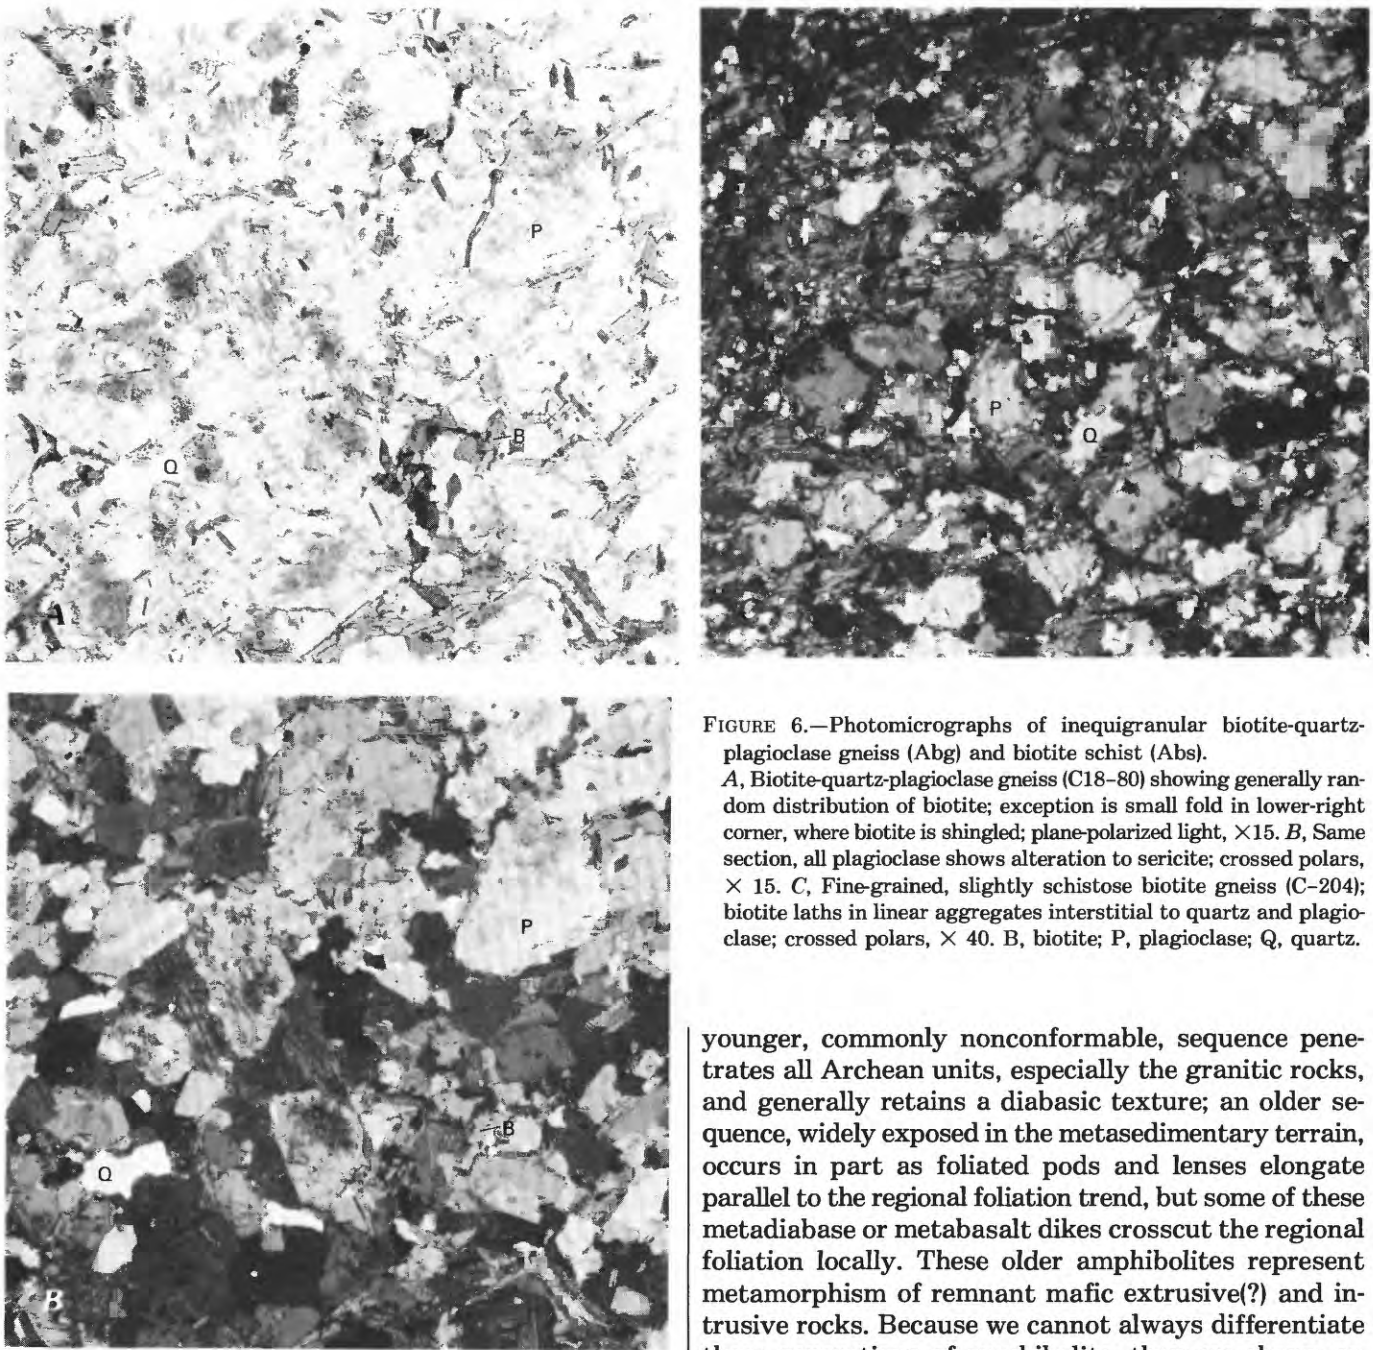 P
B
Q
A
P
Q
C
P
B
Q
B
FIGURE 6.—Photomicrographs of inequigranular biotite-quartz-
plagioclase gneiss (Abg) and biotite schist (Abs).
A, Biotite-quartz-plagioclase gneiss (C18-80) showing generally ran-
dom distribution of biotite; exception is small fold in lower-right
corner, where biotite is shingled; plane-polarized light, ×15. B, Same
section, all plagioclase shows alteration to sericite; crossed polars,
× 15. C, Fine-grained, slightly schistose biotite gneiss (C-204);
biotite laths in linear aggregates interstitial to quartz and plagio-
clase; crossed polars, × 40. B, biotite; P, plagioclase; Q, quartz.
younger, commonly nonconformable, sequence pene-
trates all Archean units, especially the granitic rocks,
and generally retains a diabasic texture; an older se-
quence, widely exposed in the metasedimentary terrain,
occurs in part as foliated pods and lenses elongate
parallel to the regional foliation trend, but some of these
metadiabase or metabasalt dikes crosscut the regional
foliation locally. These older amphibolites represent
metamorphism of remnant mafic extrusive(?) and in-
trusive rocks. Because we cannot always differentiate